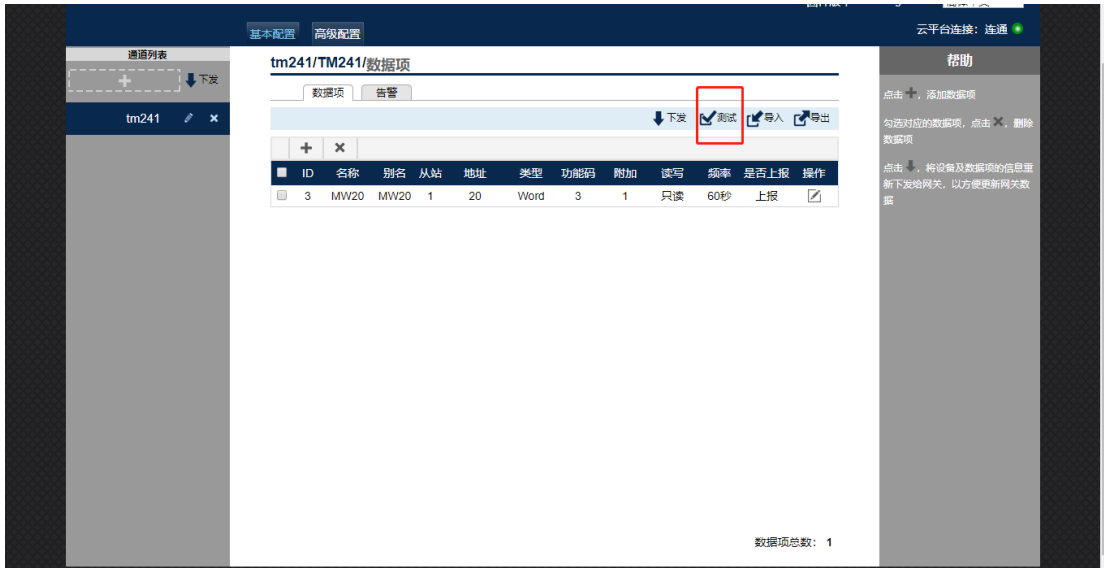 基本配置 高级配置 云平台连接：连通
通道列表
下发
tm241
tm241/TM241/数据项
数据项 告警
下发 测试 导入 导出
ID 名称 别名 从站 地址 类型 功能码 附加 读写 频率 是否上报 操作
3 MW20 MW20 1 20 Word 3 1 只读 60秒 上报
数据项总数： 1
帮助
点击 ，添加数据项
勾选对应的数据项，点击 ，删除
数据项
点击 ，将设备及数据项的信息重
新下发给网关，以方便更新网关数
据